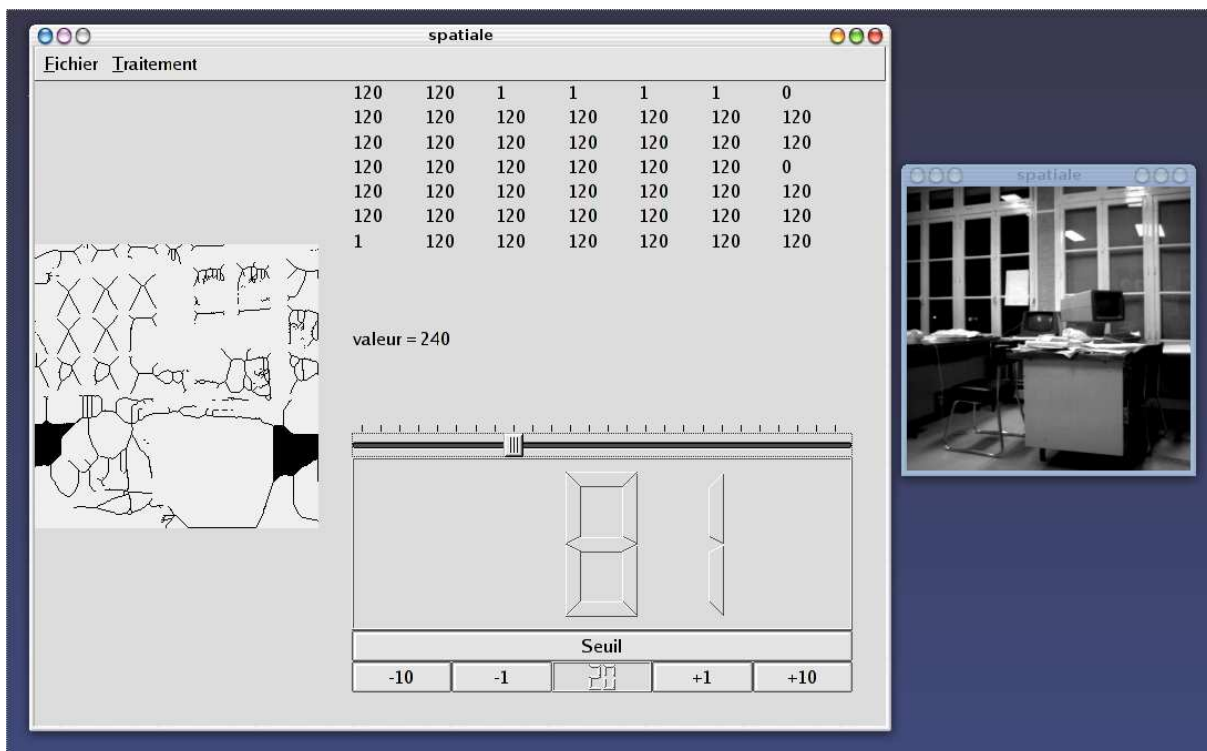 spatiale
Fichier Traitement
120 120 1 1 1 1 0
120 120 120 120 120 120 120
120 120 120 120 120 120 120
120 120 120 120 120 120 0
120 120 120 120 120 120 120
120 120 120 120 120 120 120
1 120 120 120 120 120 120
valeur = 240
81
Seuil
-10 -1 20 +1 +10
spatiale